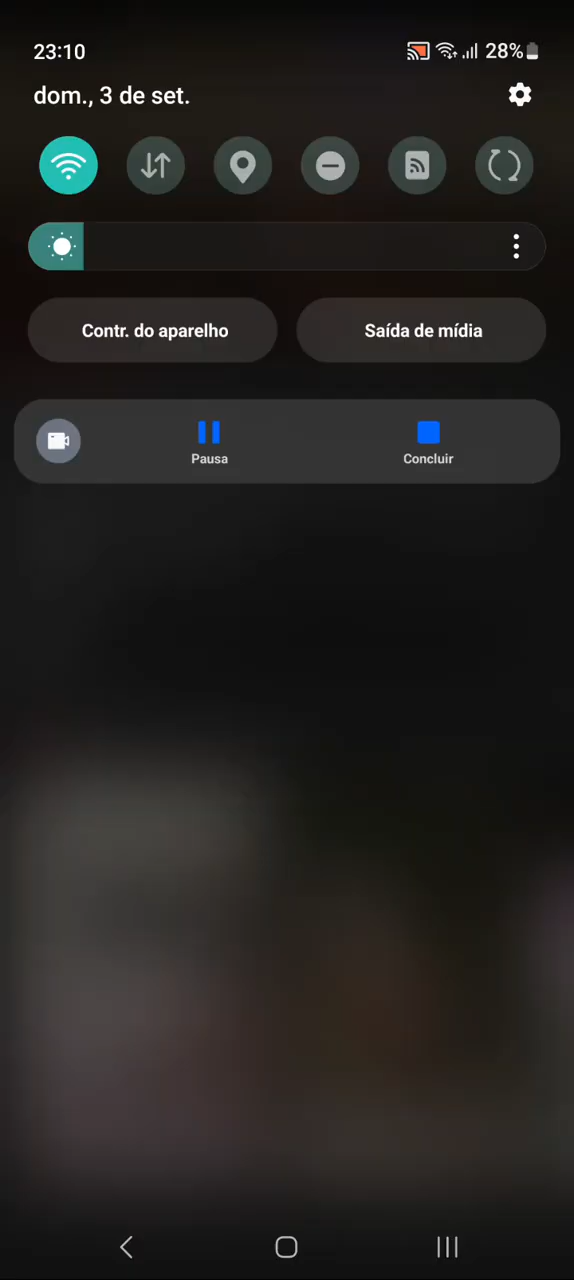 23:10
28%
dom., 3 de set.
Contr. do aparelho
Saída de mídia
Pausa
Concluir